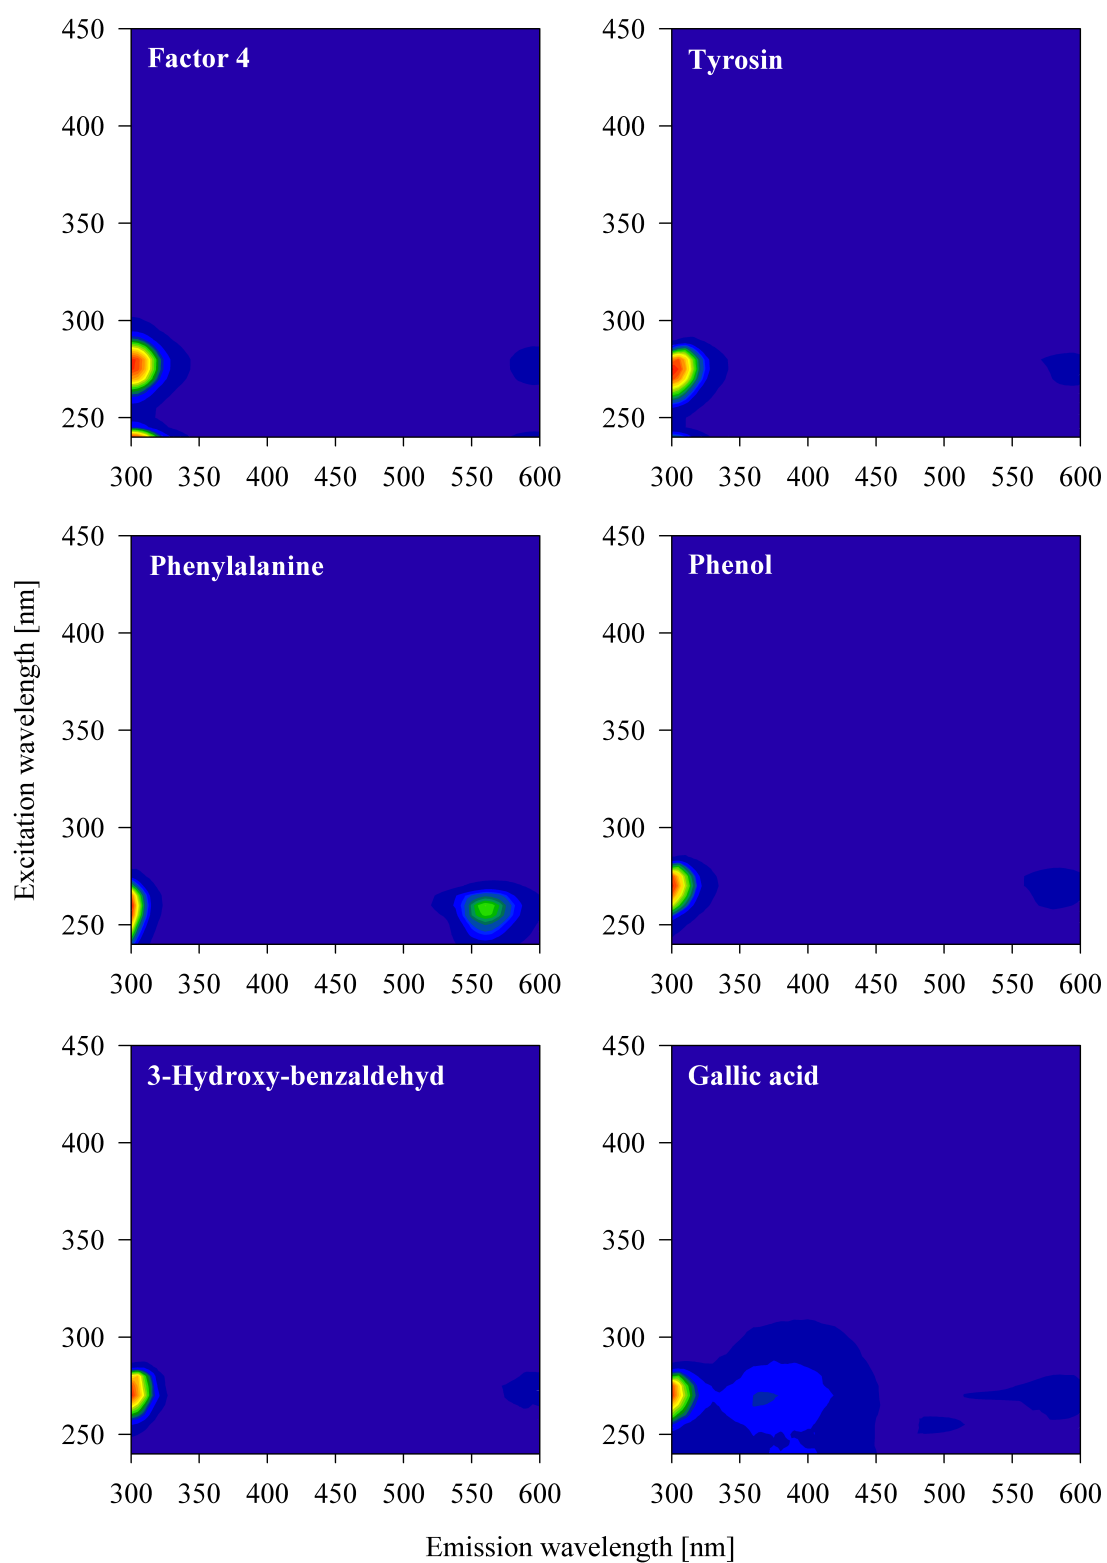 450
Factor 4
400
350
300
250
300 350 400 450 500 550 600
450
Tyrosin
400
350
300
250
300 350 400 450 500 550 600
Excitation wavelength [nm]
450
Phenylalanine
400
350
300
250
300 350 400 450 500 550 600
450
Phenol
400
350
300
250
300 350 400 450 500 550 600
450
3-Hydroxy-benzaldehyd
400
350
300
250
300 350 400 450 500 550 600
450
Gallic acid
400
350
300
250
300 350 400 450 500 550 600
Emission wavelength [nm]